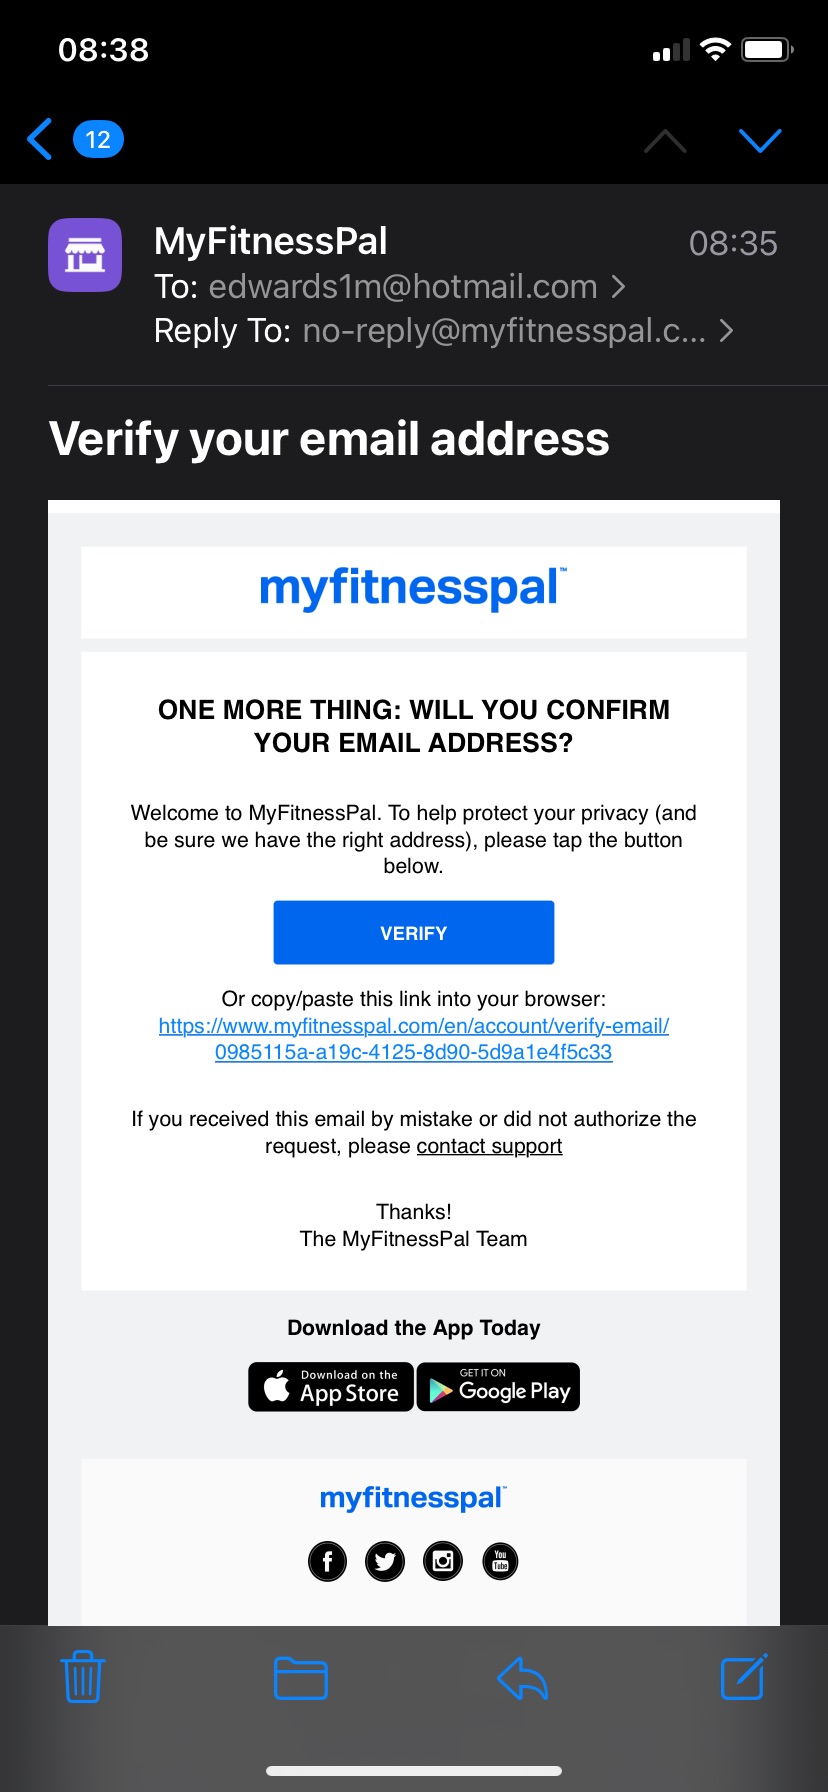 08:38
12
MyFitnessPal
08:35
To: edwards1m@hotmail.com
Reply To: no-reply@myfitnesspal.c...
Verify your email address
myfitnesspal™
ONE MORE THING: WILL YOU CONFIRM
YOUR EMAIL ADDRESS?
Welcome to MyFitnessPal. To help protect your privacy (and
be sure we have the right address), please tap the button
below.
VERIFY
Or copy/paste this link into your browser:
https://www.myfitnesspal.com/en/account/verify-email/
0985115a-a19c-4125-8d90-5d9a1e4f5c33
If you received this email by mistake or did not authorize the
request, please contact support
Thanks!
The MyFitnessPal Team
Download the App Today
Download on the
App Store
GET IT ON
Google Play
myfitnesspal™
You
Tube